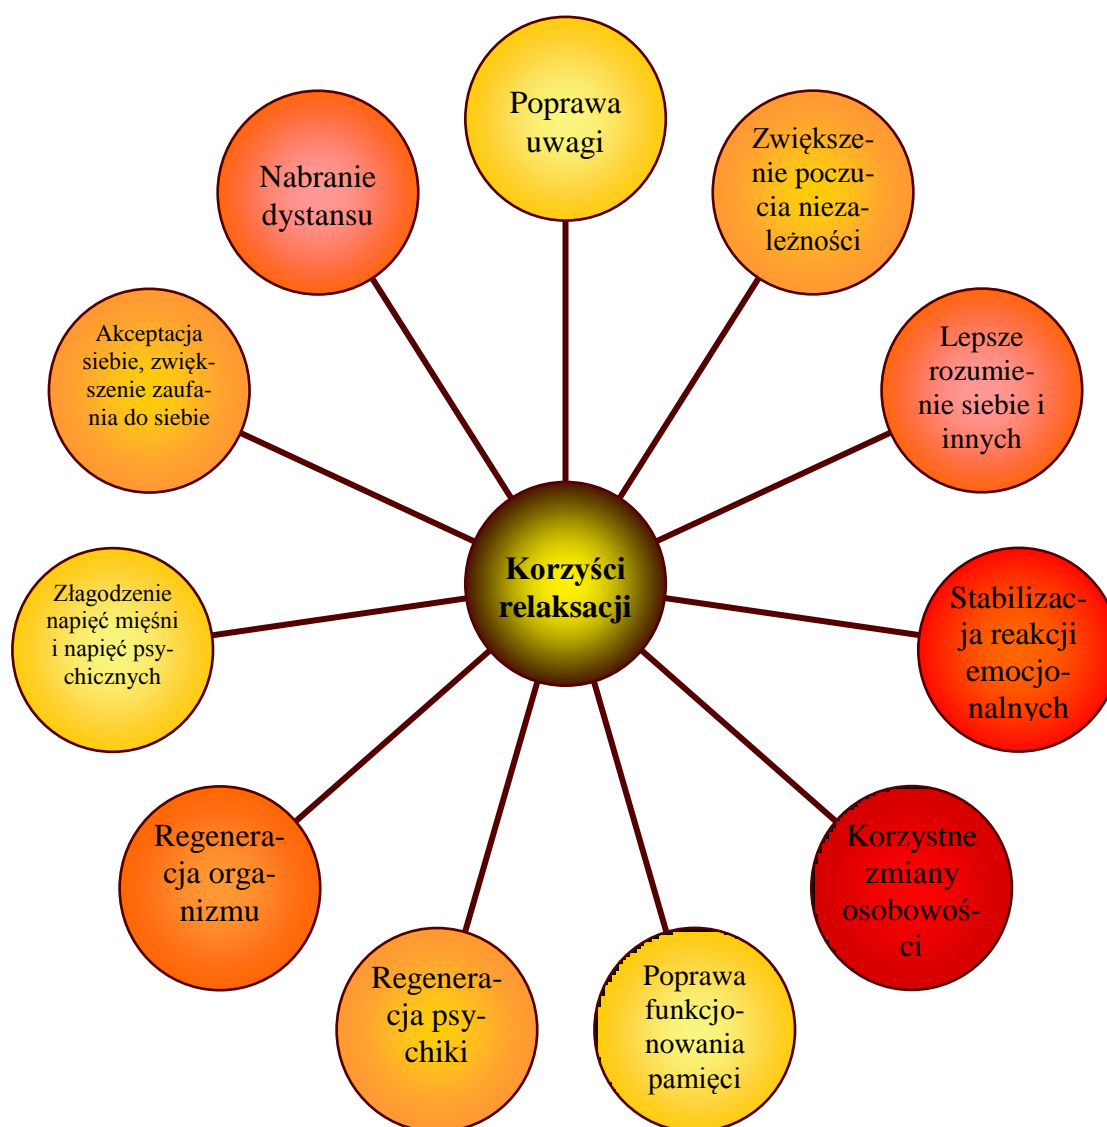 Poprawa
uwagi
Zwiększe-
nie poczu-
cia nieza-
leżności
Lepsze
rozumie-
nie siebie i
innych
Stabilizac-
ja reakcji
emocjo-
nalnych
Korzystne
zmiany
osobowoś-
ci
Poprawa
funkcjo-
nowania
pamięci
Regenera-
cja psy-
chiki
Regenera-
cja orga-
nizmu
Złagodzenie
napięć mięśni
i napięć psy-
chicznych
Akceptacja
siebie, zwięk-
szenie zaufa-
nia do siebie
Nabranie
dystansu
Korzyści
relaksacji